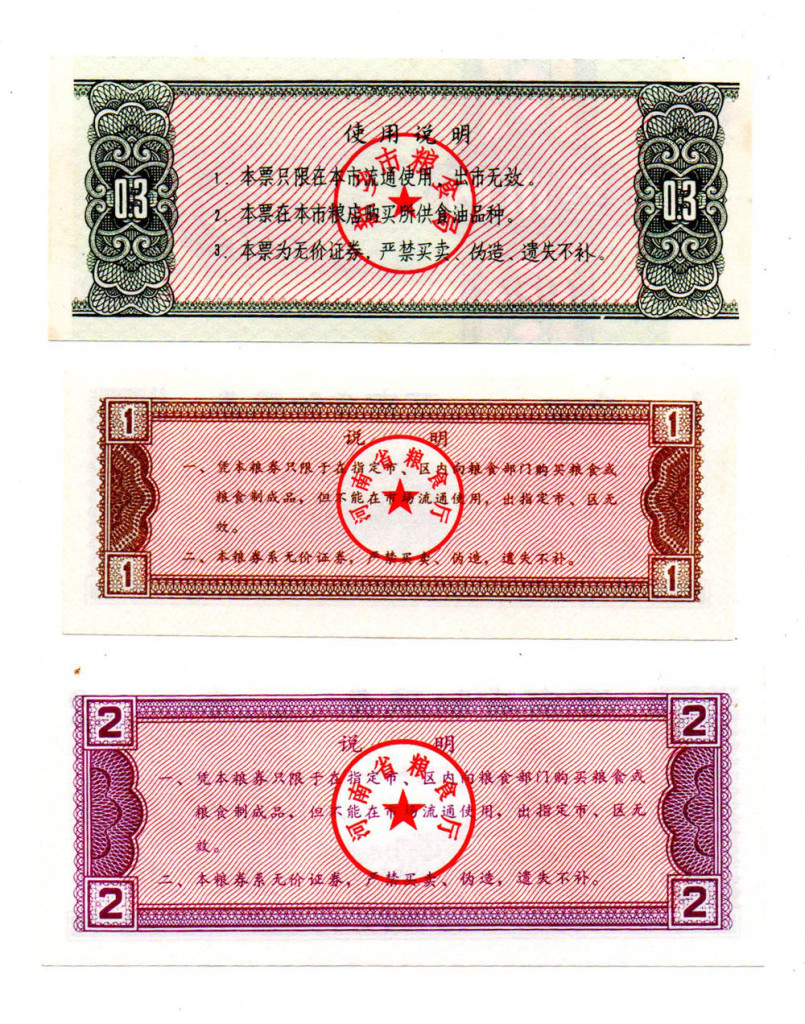 使用说明
0.3
0.3
1．本票只限在本市流通使用，出市无效。
2．本票在本市粮店购买所供食油品种。
3．本票为无价证券，严禁买卖、伪造、遗失不补。
市粮食局
1
1
说明
一、凭本粮券只限于在指定市、区内向粮食部门购买粮食或
粮食制成品，但不能在市场流通使用，出指定市、区无
效。
二、本粮券系无价证券，严禁买卖、伪造，遗失不补。
河南省粮食厅
1
1
2
2
说明
一、凭本粮券只限于在指定市、区内向粮食部门购买粮食或
粮食制成品，但不能在市场流通使用，出指定市、区无
效。
二、本粮券系无价证券，严禁买卖、伪造，遗失不补。
河南省粮食厅
2
2